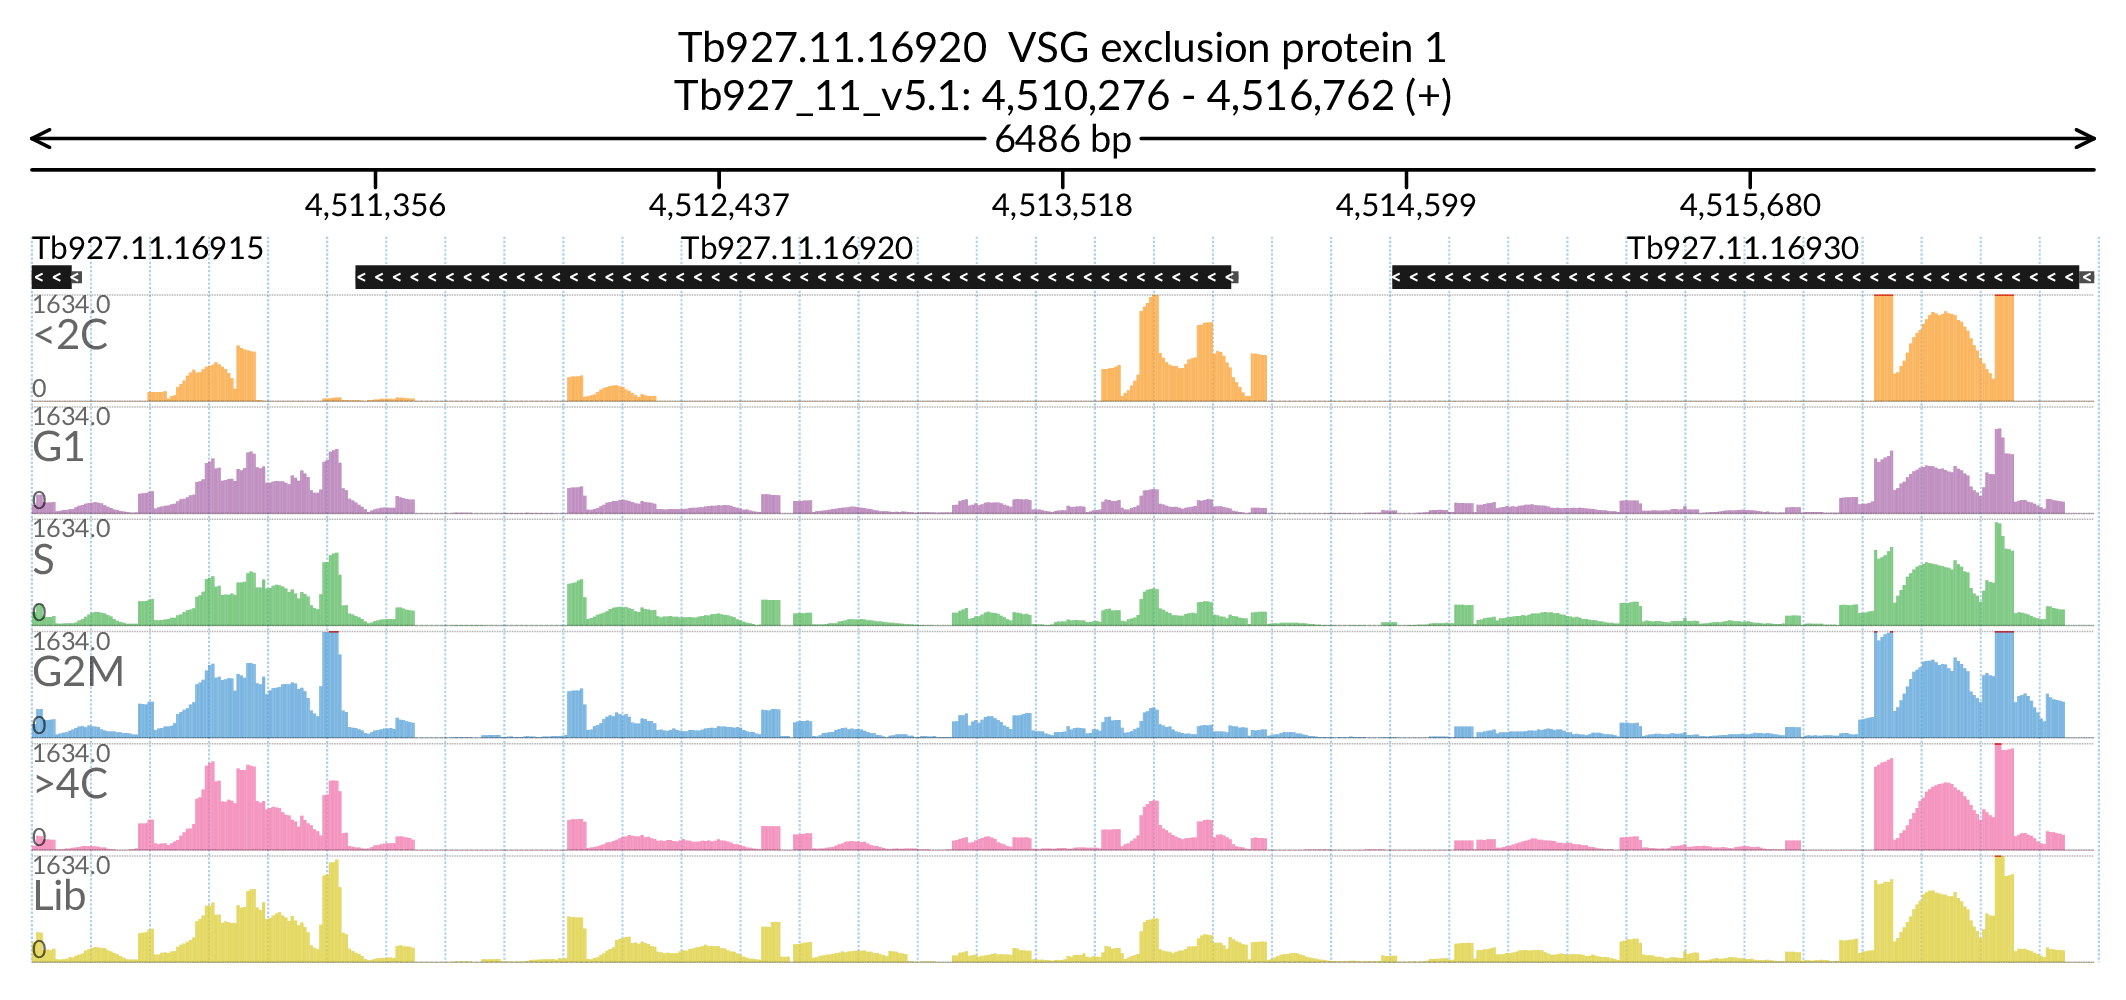 Tb927.11.16920  VSG exclusion protein 1
Tb927_11_v5.1: 4,510,276 - 4,516,762 (+)
6486 bp
4,511,356 4,512,437 4,513,518 4,514,599 4,515,680
Tb927.11.16915 Tb927.11.16920 Tb927.11.16930
1634.0
<2C
0
1634.0
G1
0
1634.0
S
0
1634.0
G2M
0
1634.0
>4C
0
1634.0
Lib
0